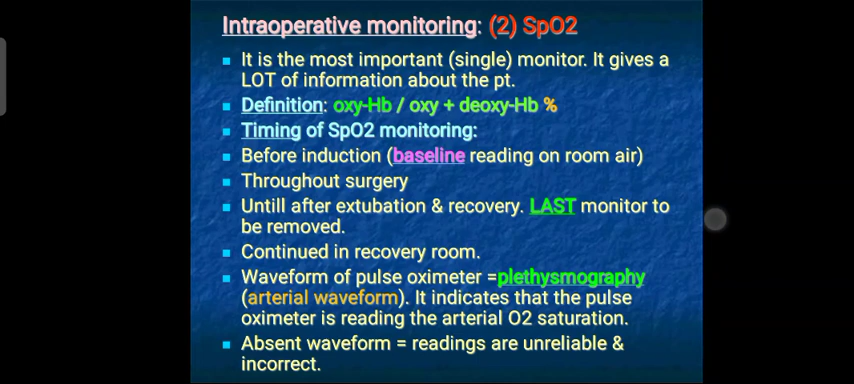 Intraoperative monitoring: (2) SpO2
It is the most important (single) monitor. It gives a
LOT of information about the pt.
Definition: oxy-Hb / oxy + deoxy-Hb %
Timing of SpO2 monitoring:
Before induction (baseline reading on room air)
Throughout surgery
Untill after extubation & recovery. LAST monitor to
be removed.
Continued in recovery room.
Waveform of pulse oximeter =plethysmography
(arterial waveform). It indicates that the pulse
oximeter is reading the arterial O2 saturation.
Absent waveform = readings are unreliable &
incorrect.